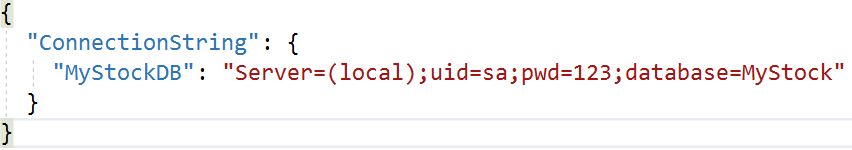 {
"ConnectionString": {
"MyStockDB": "Server=(local);uid=sa;pwd=123;database=MyStock"
}
}